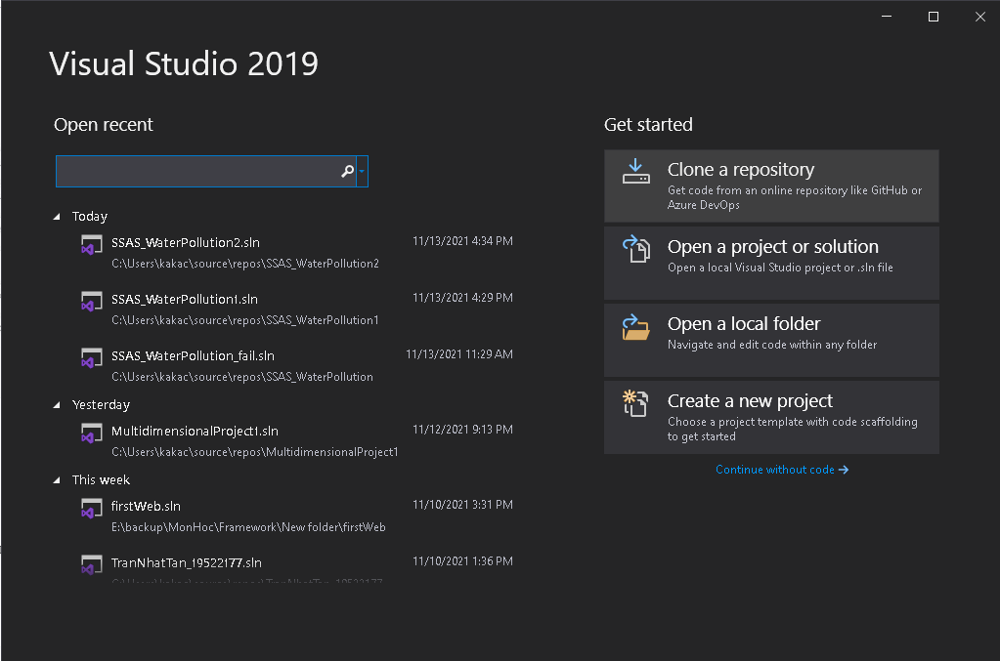 Visual Studio 2019
Open recent
Today
SSAS_WaterPollution2.sln 11/13/2021 4:34 PM
C:\Users\kakac\source\repos\SSAS_WaterPollution2
SSAS_WaterPollution1.sln 11/13/2021 4:29 PM
C:\Users\kakac\source\repos\SSAS_WaterPollution1
SSAS_WaterPollution_fail.sln 11/13/2021 11:29 AM
C:\Users\kakac\source\repos\SSAS_WaterPollution
Yesterday
MultidimensionalProject1.sln 11/12/2021 9:13 PM
C:\Users\kakac\source\repos\MultidimensionalProject1
This week
firstWeb.sln 11/10/2021 3:31 PM
E:\backup\MonHoc\Framework\New folder\firstWeb
TranNhatTan_19522177.sln 11/10/2021 1:36 PM
C:\Users\kakac\source\repos\TranNhatTan_19522177
Get started
Clone a repository
Get code from an online repository like GitHub or
Azure DevOps
Open a project or solution
Open a local Visual Studio project or .sln file
Open a local folder
Navigate and edit code within any folder
Create a new project
Choose a project template with code scaffolding
to get started
Continue without code →